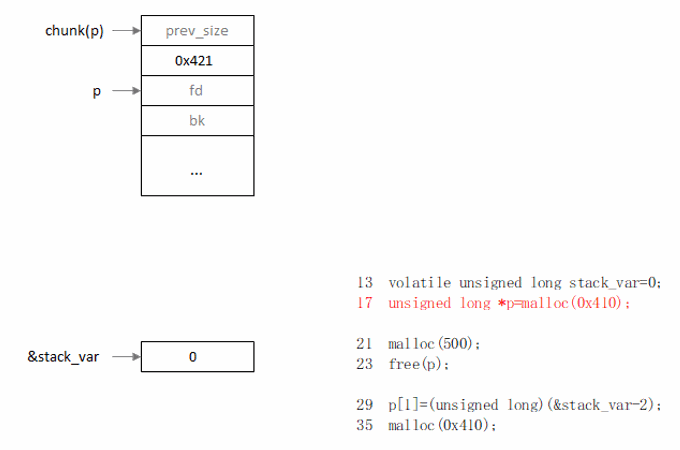 chunk(p)
prev_size
0x421
p
fd
bk
...
13 volatile unsigned long stack_var=0;
17 unsigned long *p=malloc(0x410);
&stack_var
0
21 malloc(500);
23 free(p);
29 p[1]=(unsigned long)(&stack_var-2);
35 malloc(0x410);